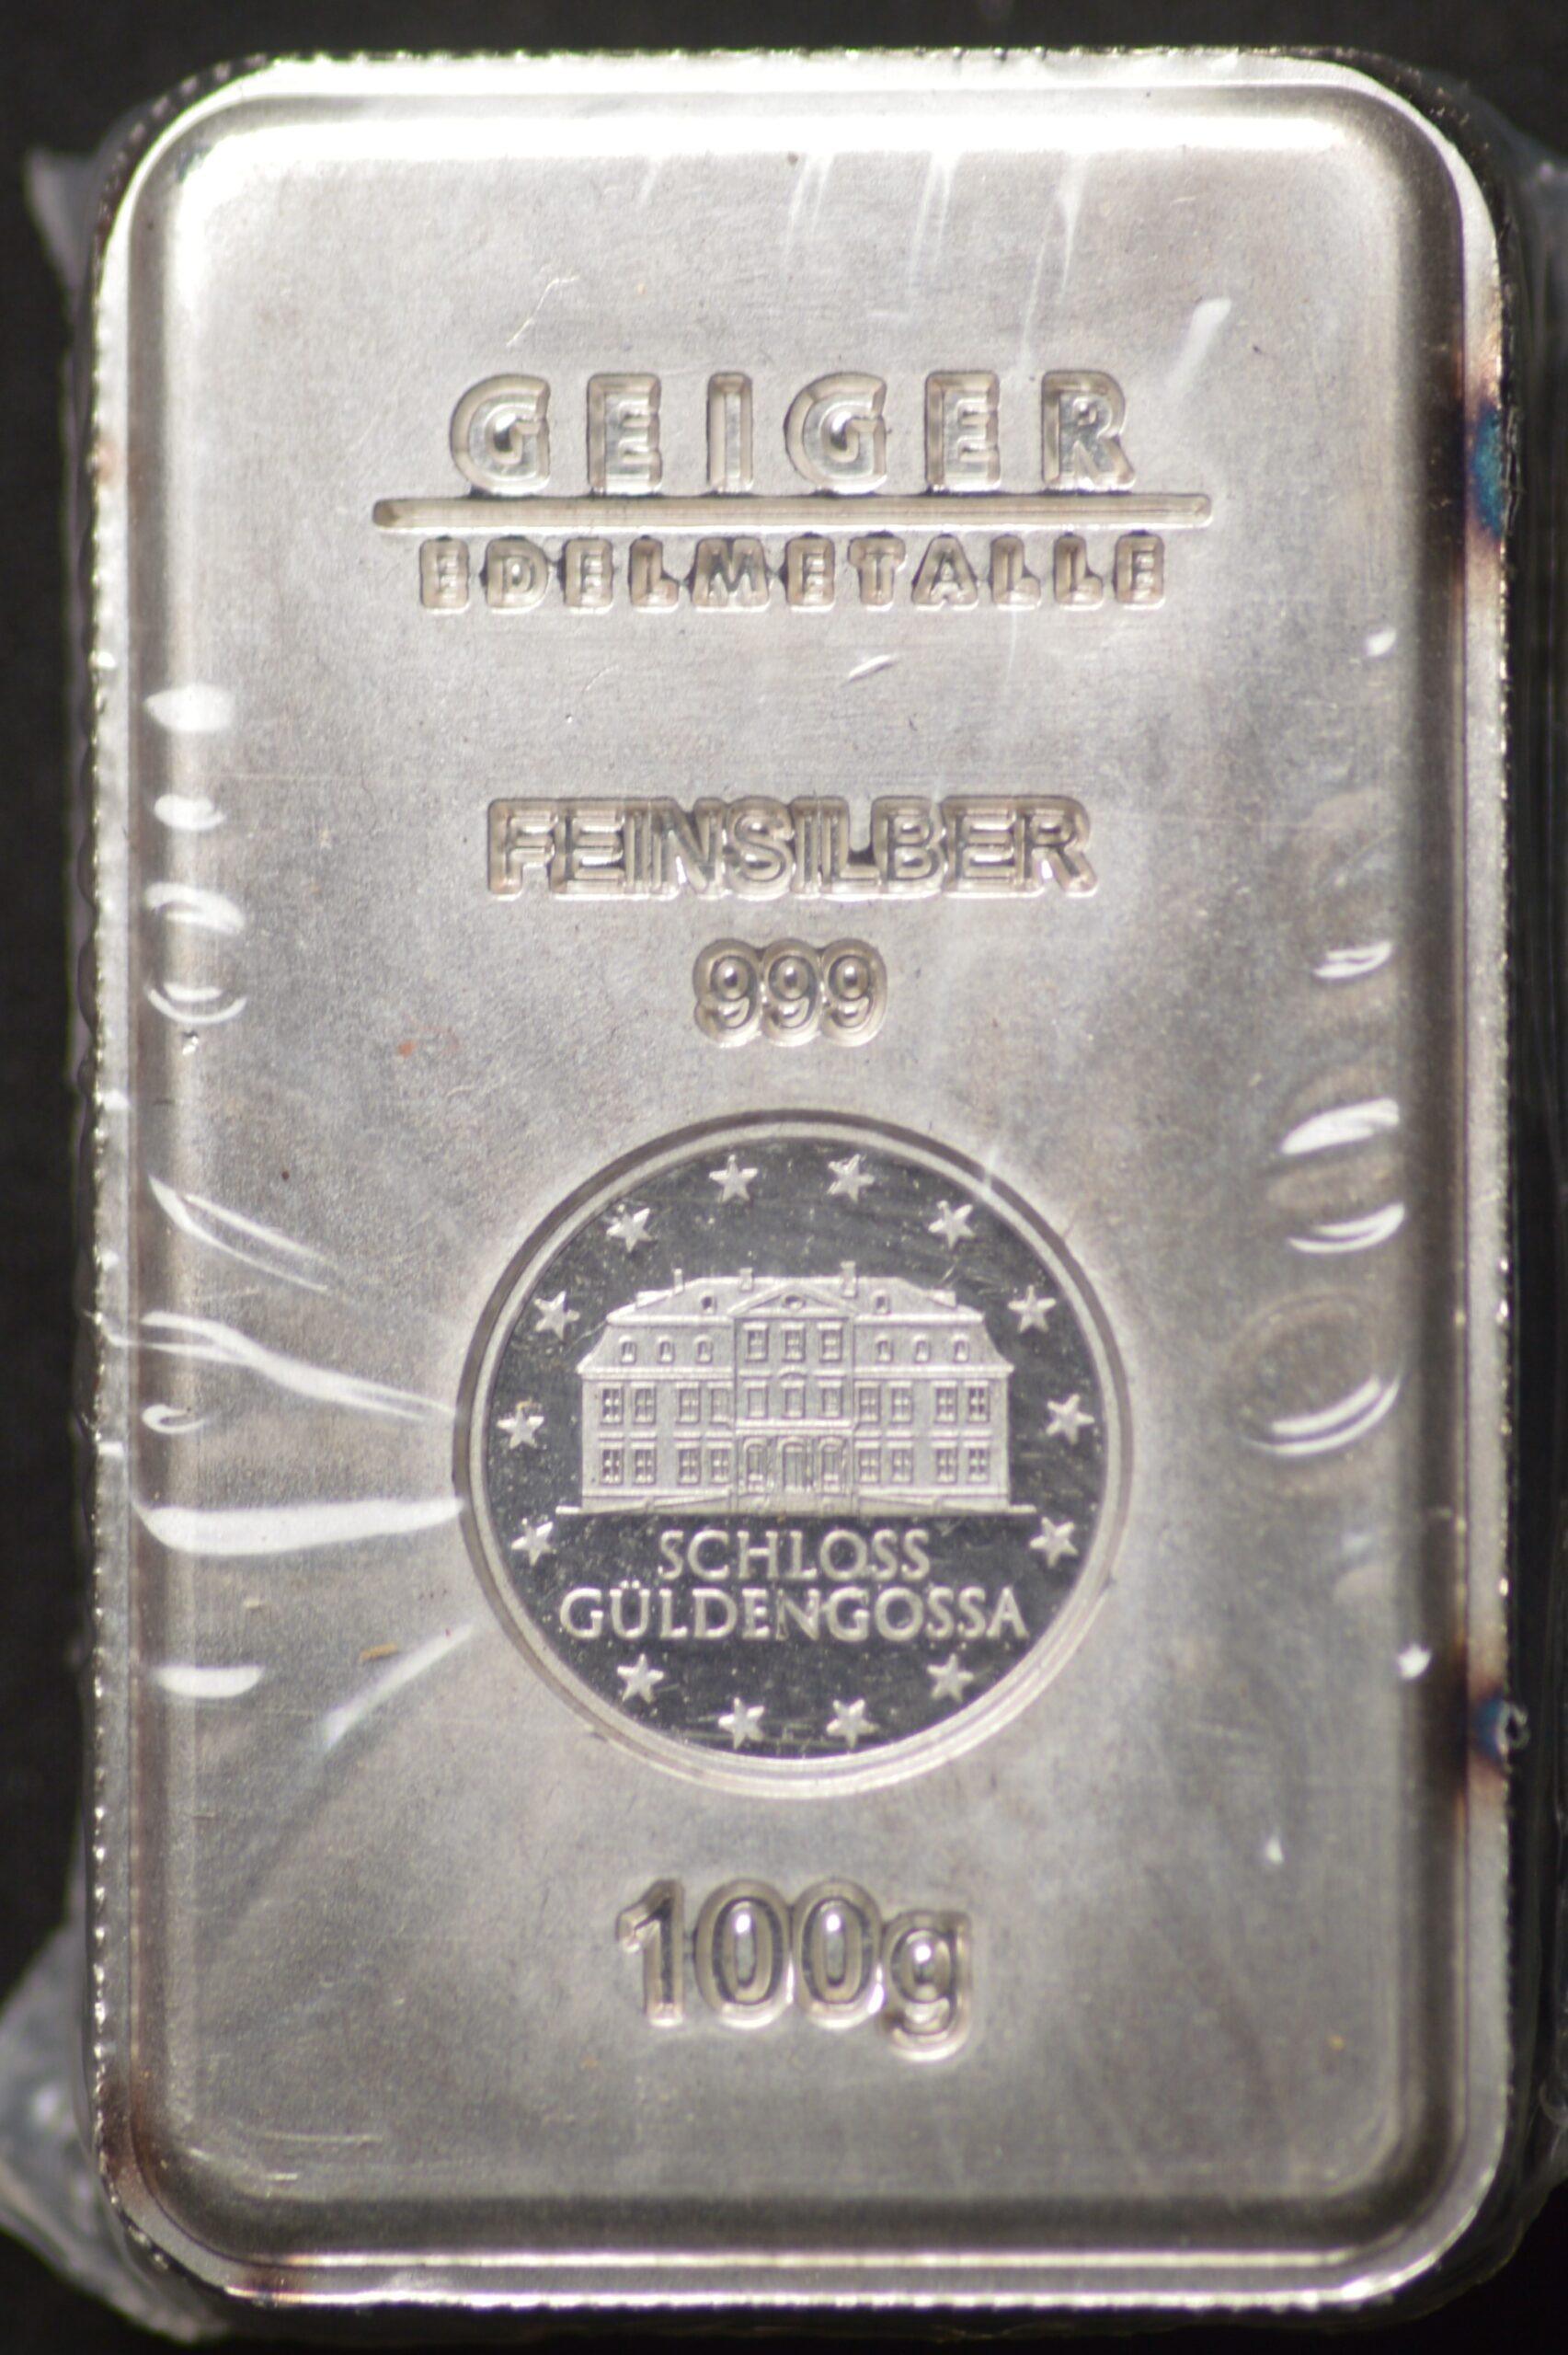 GEIGER
EDELMETALLE
FEINSILBER
999
SCHLOSS
GÜLDENGOSSA
100g